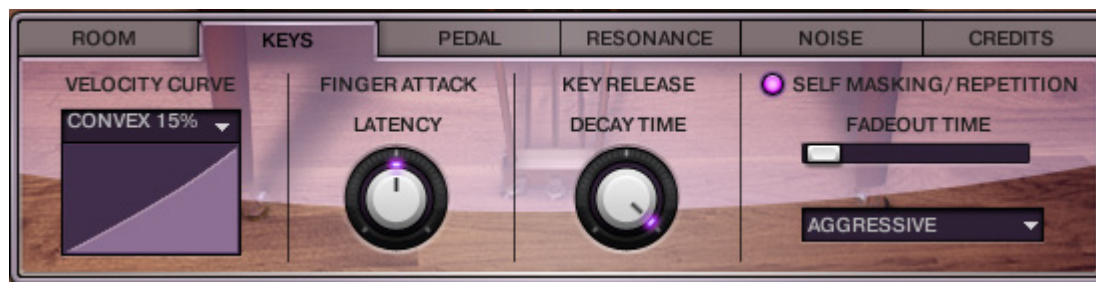 ROOM
KEYS
PEDAL
RESONANCE
NOISE
CREDITS
VELOCITY CURVE
CONVEX 15%
FINGER ATTACK
LATENCY
KEY RELEASE
DECAY TIME
SELF MASKING/REPETITION
FADEOUT TIME
AGGRESSIVE